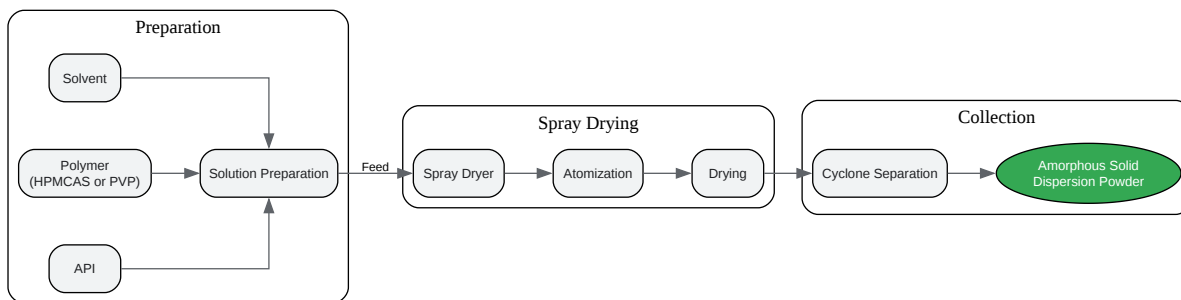 Preparation
Solvent
Polymer
(HPMCAS or PVP)
API
Solution Preparation
Feed
Spray Drying
Spray Dryer
Atomization
Drying
Collection
Cyclone Separation
Amorphous Solid
Dispersion Powder